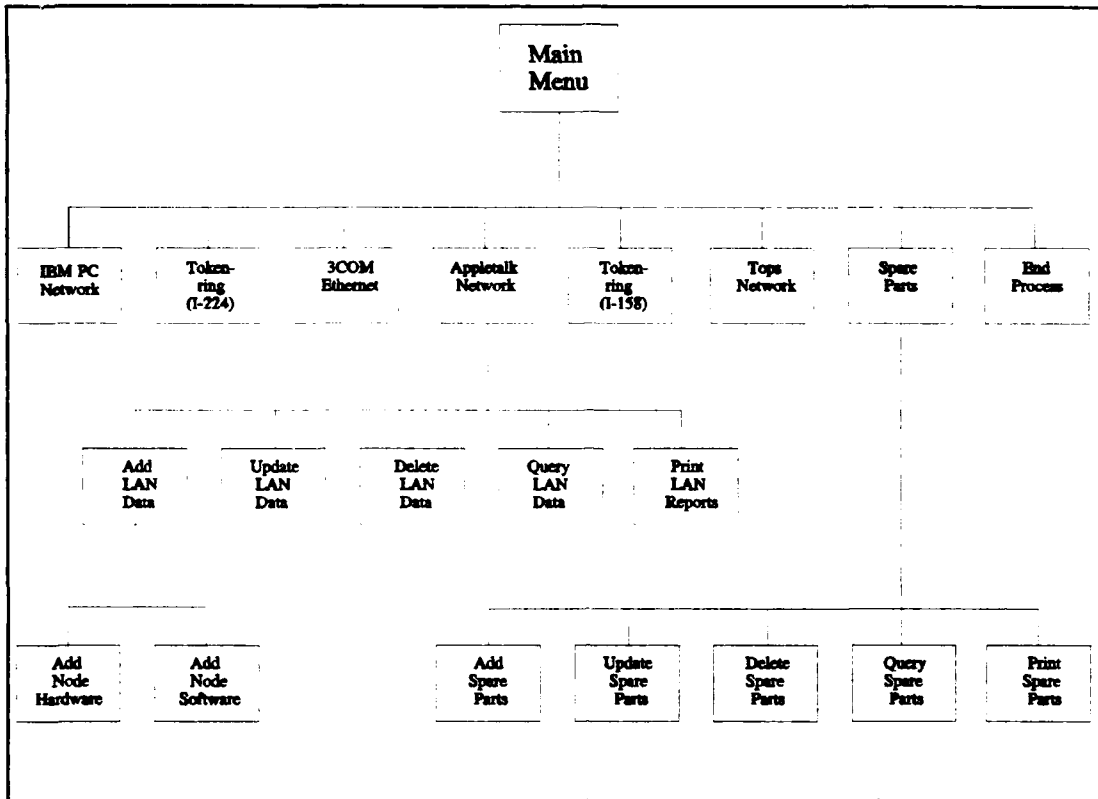 Main
Menu
IBM PC
Network
Token-
ring
(I-224)
3COM
Ethernet
Appletalk
Network
Token-
ring
(I-158)
Tops
Network
Spare
Parts
End
Process
Add
LAN
Data
Update
LAN
Data
Delete
LAN
Data
Query
LAN
Data
Print
LAN
Reports
Add
Node
Hardware
Add
Node
Software
Add
Spare
Parts
Update
Spare
Parts
Delete
Spare
Parts
Query
Spare
Parts
Print
Spare
Parts